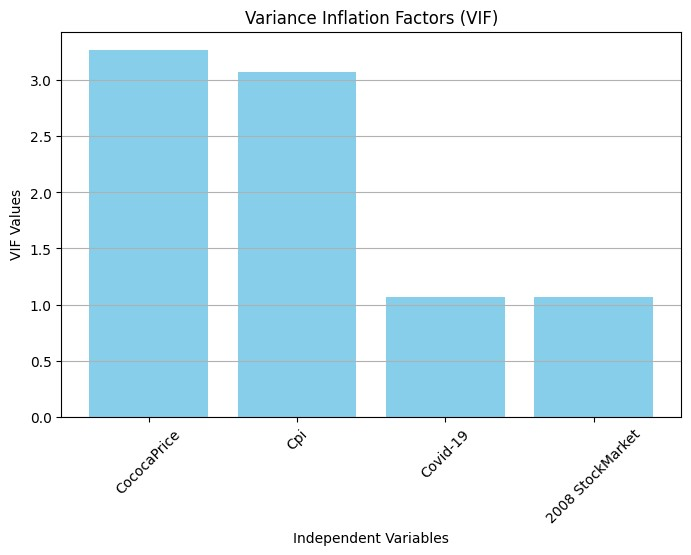 Variance Inflation Factors (VIF)
VIF Values
3.0
2.5
2.0
1.5
1.0
0.5
0.0
CococaPrice
Cpi
Covid-19
2008 StockMarket
Independent Variables